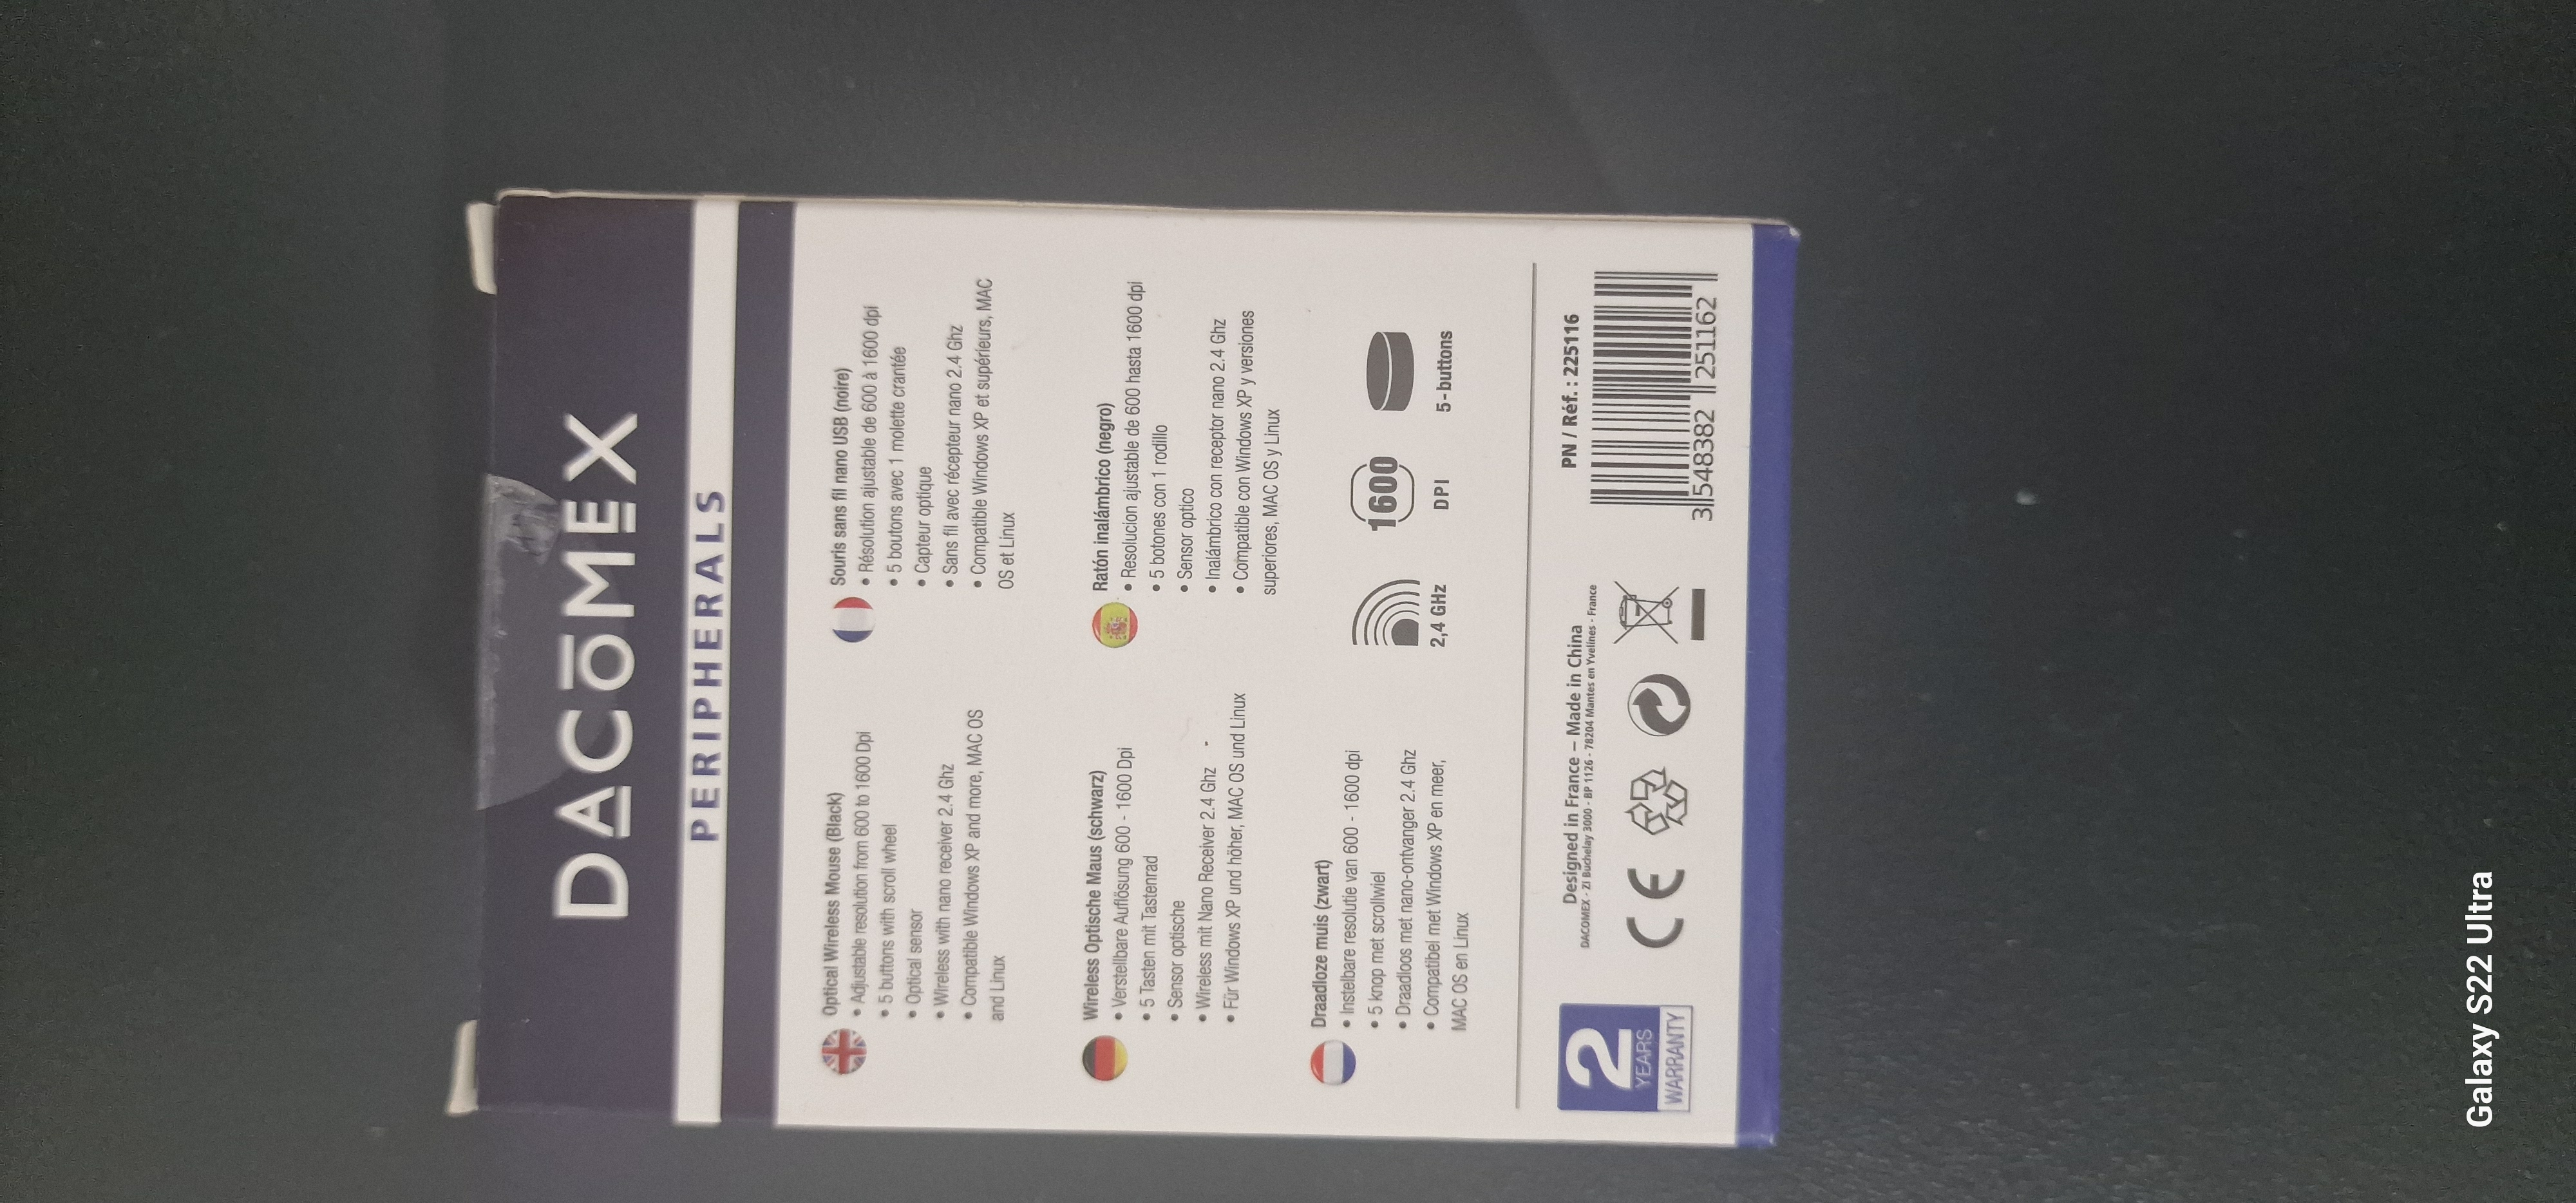 DACOMEX
PERIPHERALS
Optical Wireless Mouse (Black)
• Adjustable resolution from 600 to 1600 Dpi
• 5 buttons with scroll wheel
• Optical sensor
• Wireless with nano receiver 2.4 Ghz
• Compatible Windows XP and more, MAC OS
and Linux
Souris sans fil nano USB (noire)
• Résolution ajustable de 600 à 1600 dpi
• 5 boutons avec 1 molette crantée
• Capteur optique
• Sans fil avec récepteur nano 2.4 Ghz
• Compatible Windows XP et supérieurs, MAC
OS et Linux
Wireless Optische Maus (schwarz)
• Verstellbare Auflösung 600 - 1600 Dpi
• 5 Tasten mit Tastenrad
• Sensor optische
• Wireless mit Nano Receiver 2.4 Ghz
• Für Windows XP und höher, MAC OS und Linux
Ratón inalámbrico (negro)
• Resolucion ajustable de 600 hasta 1600 dpi
• 5 botones con 1 rodillo
• Sensor optico
• Inalámbrico con receptor nano 2.4 Ghz
• Compatible con Windows XP y versiones
superiores, MAC OS y Linux
Draadloze muis (zwart)
• Instelbare resolutie van 600 - 1600 dpi
• 5 knop met scrollwiel
• Draadloos met nano-ontvanger 2.4 Ghz
• Compatibel met Windows XP en meer,
MAC OS en Linux
2,4 GHz
1600
DPI
5-buttons
2
YEARS
WARRANTY
Designed in France – Made in China
DACOMEX - ZI Buchelay 3000 - BP 1126 - 78204 Mantes en Yvelines - France
CE
PN / Réf. : 225116
3 548382 251162
Galaxy S22 Ultra